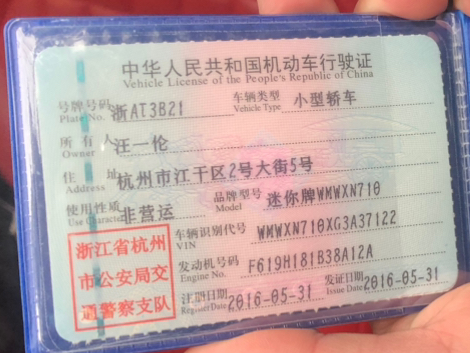 中华人民共和国机动车行驶证
Vehicle License of the People's Republic of China
号牌号码 浙AT3B21 车辆类型 小型轿车
Plate No. Vehicle Type
所有人 汪一伦
Owner
住址 杭州市江干区2号大街5号
Address
使用性质 非营运 品牌型号 迷你牌WMWXN710
Use Character Model
浙江省杭州
市公安局交
通警察支队
车辆识别代号 WMWXN710XG3A37122
VIN
发动机号码 F619H181B38A12A
Engine No.
注册日期 2016-05-31 发证日期 2016-05-31
Register Date Issue Date